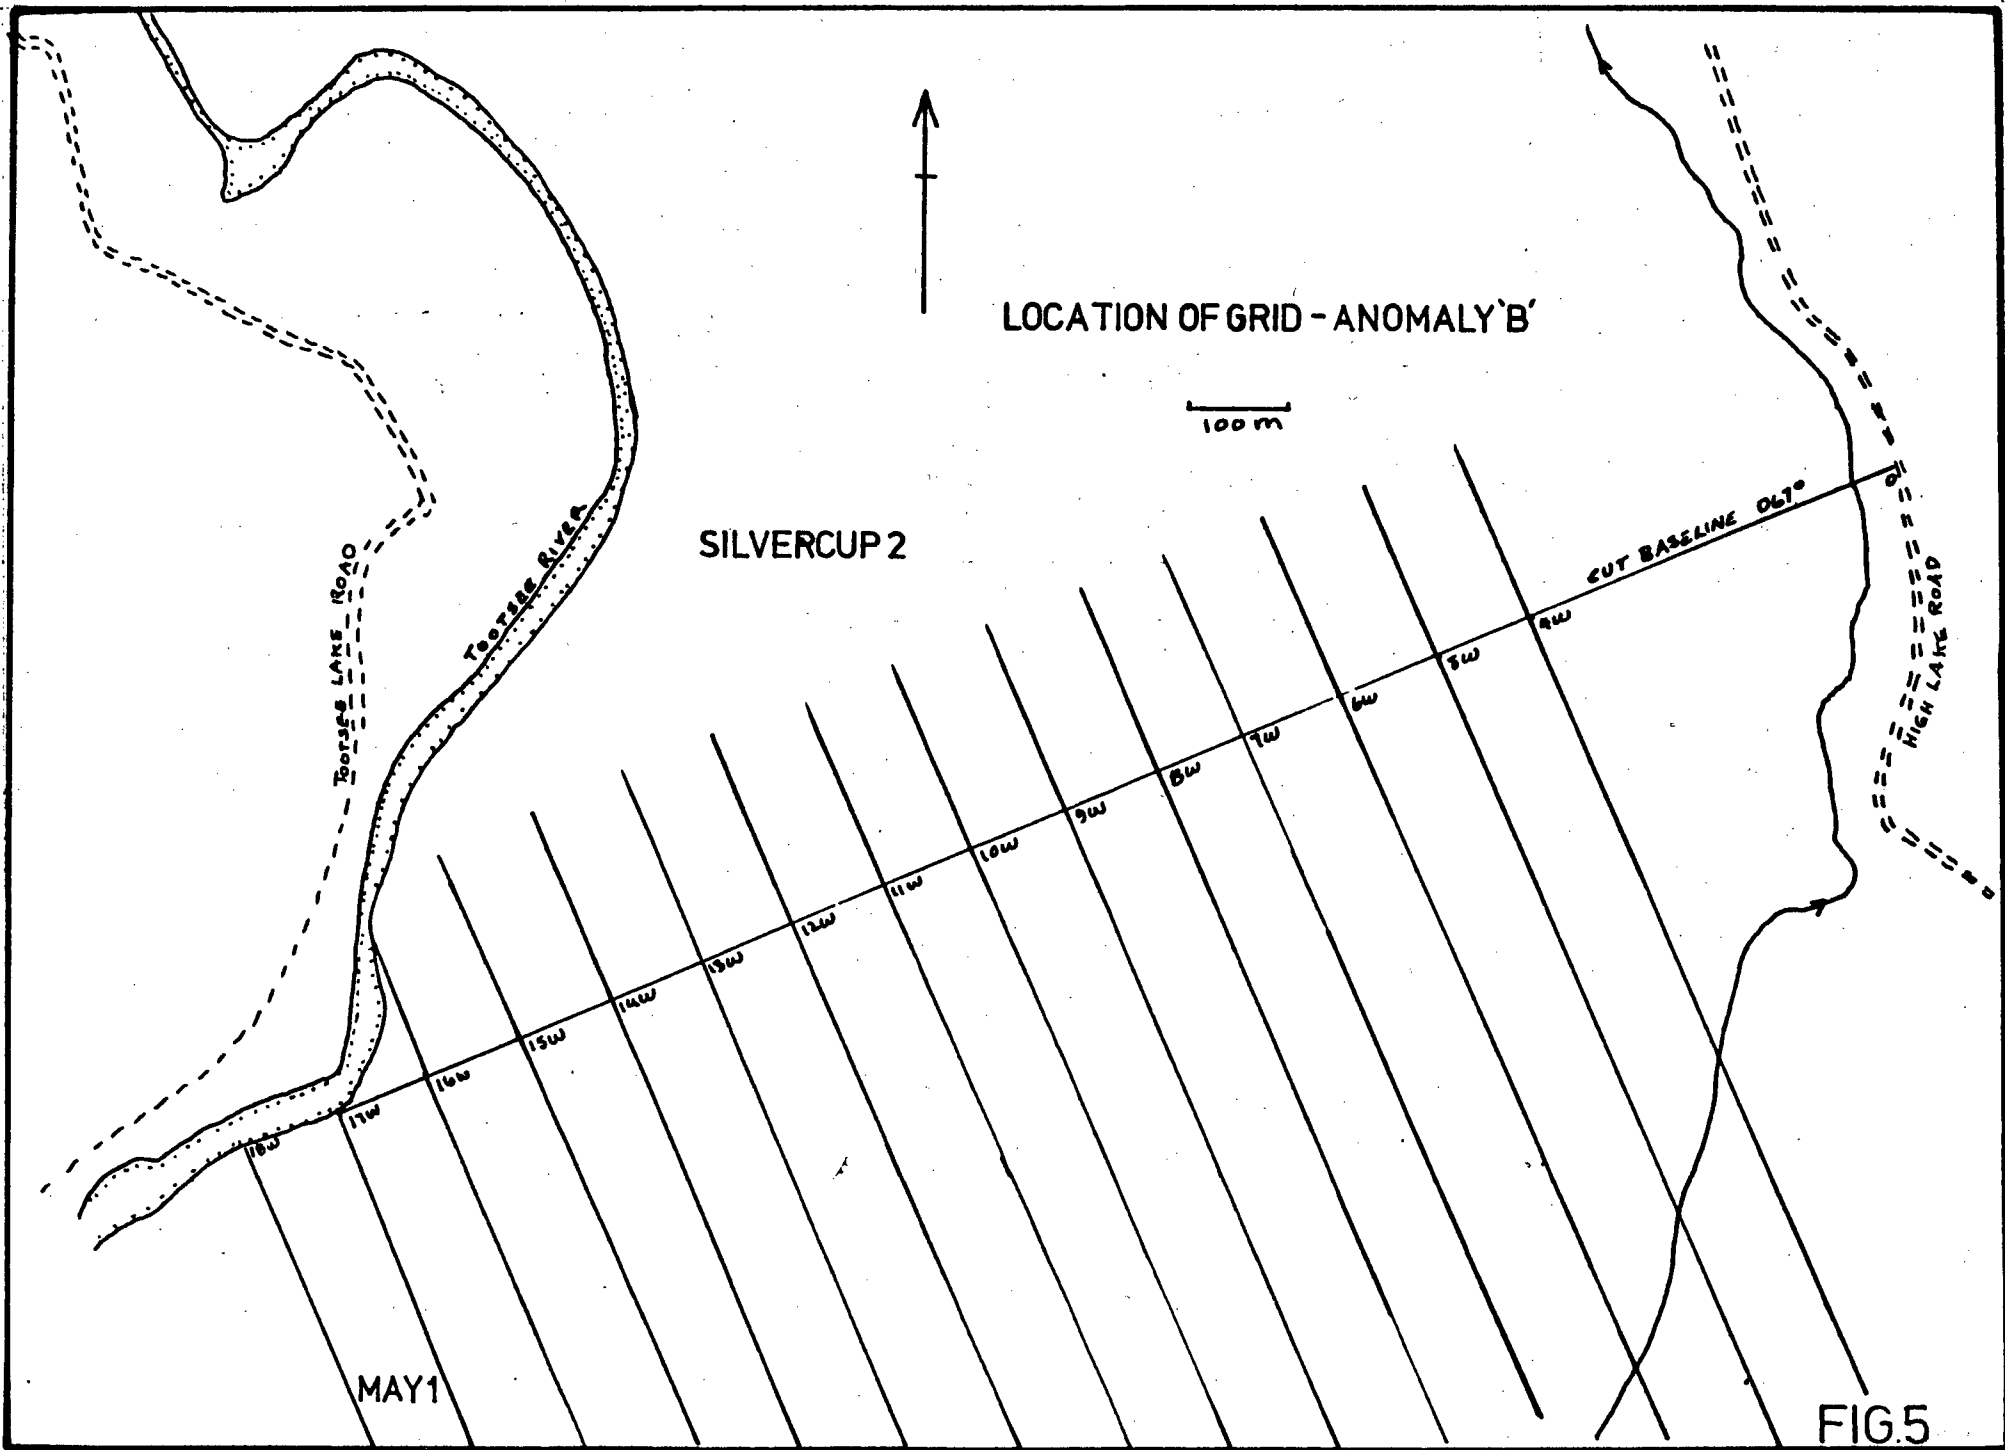 LOCATION OF GRID - ANOMALY 'B'
100 m
SILVERCUP 2
TOOTSEE RIVER
TOOTSEE LAKE ROAD
CUT BASELINE 067°
0
HIGH LAKE ROAD
4W
5W
6W
7W
8W
9W
10W
11W
12W
13W
14W
15W
16W
17W
18W
MAY 1
FIG.5